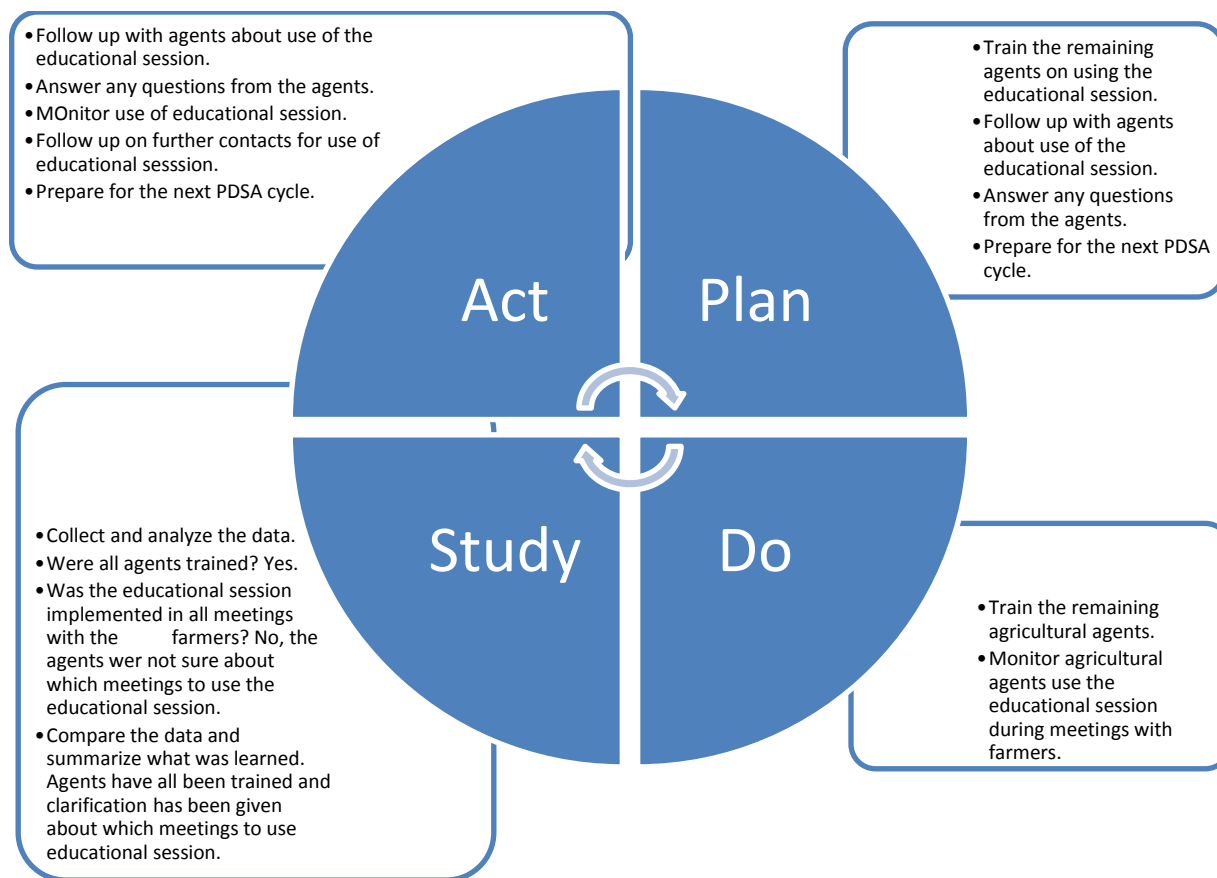 •Follow up with agents about use of the
educational session.
•Answer any questions from the agents.
•MOnitor use of educational session.
•Follow up on further contacts for use of
educational sesssion.
•Prepare for the next PDSA cycle.
•Train the remaining
agents on using the
educational session.
•Follow up with agents
about use of the
educational session.
•Answer any questions
from the agents.
•Prepare for the next PDSA
cycle.
Act
Plan
Study
Do
•Collect and analyze the data.
•Were all agents trained? Yes.
•Was the educational session
implemented in all meetings
with the farmers? No, the
agents wer not sure about
which meetings to use the
educational session.
•Compare the data and
summarize what was learned.
Agents have all been trained and
clarification has been given
about which meetings to use
educational session.
•Train the remaining
agricultural agents.
•Monitor agricultural
agents use the
educational session
during meetings with
farmers.